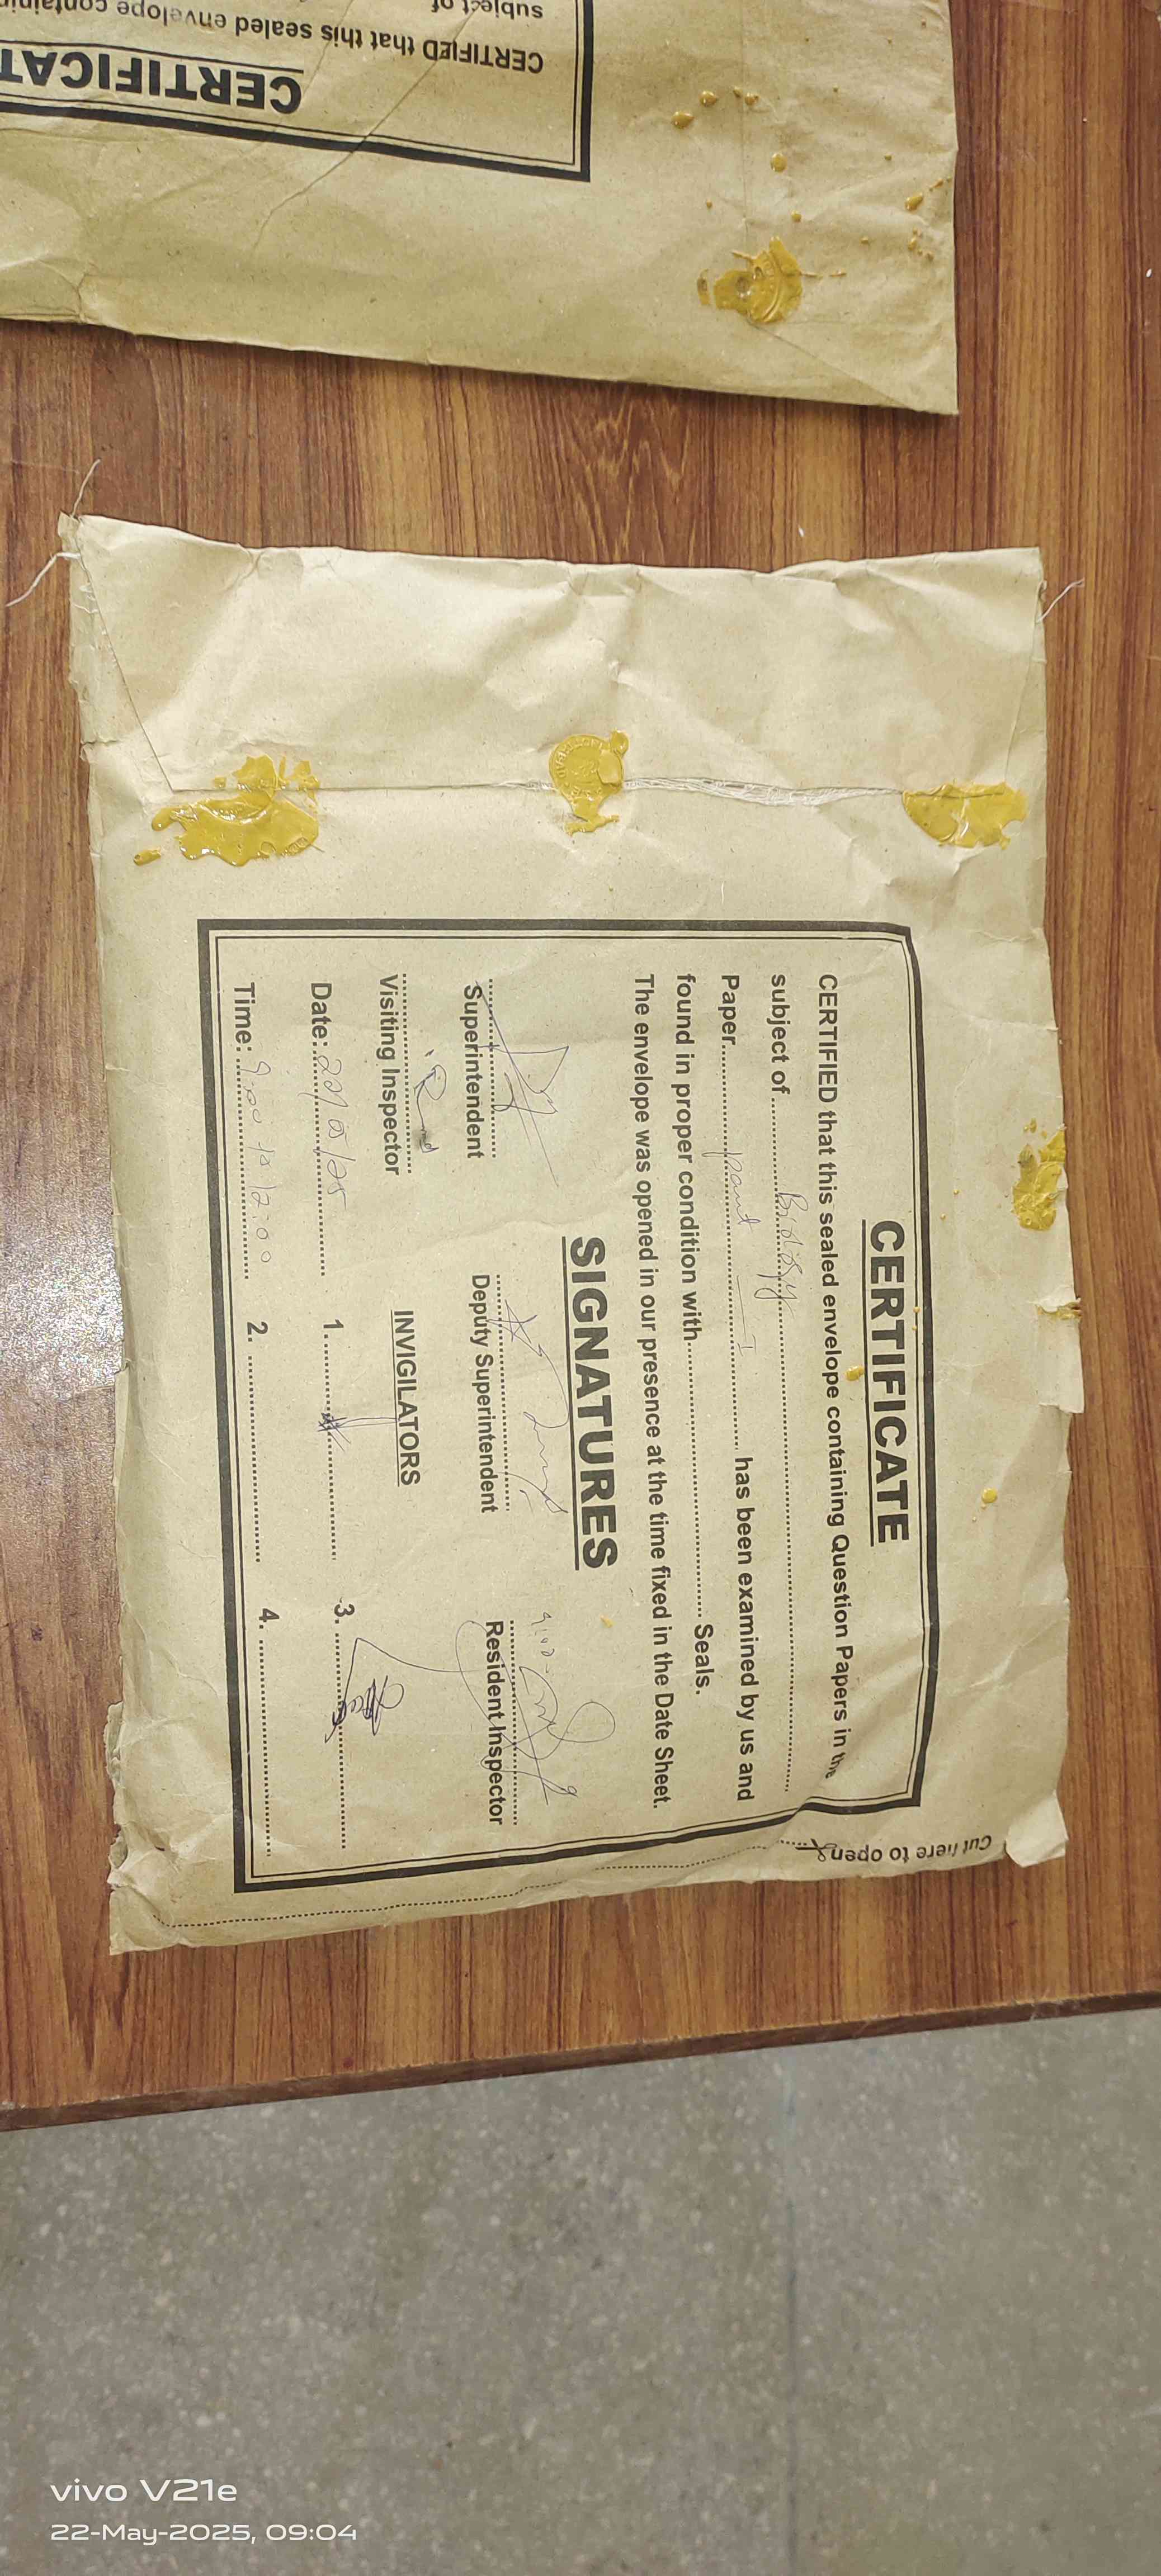 subject of
CERTIFIED that this sealed envelope containing
CERTIFICAT
Cut here to open
CERTIFICATE
CERTIFIED that this sealed envelope containing Question Papers in the
subject of Biology
Paper part - I has been examined by us and
found in proper condition with Seals.
The envelope was opened in our presence at the time fixed in the Date Sheet.
SIGNATURES
Superintendent Deputy Superintendent Resident Inspector
Visiting Inspector INVIGILATORS
Date: 22/05/25 1. 3.
Time: 9:00 to 12:00 2. 4.
vivo V21e
22-May-2025, 09:04